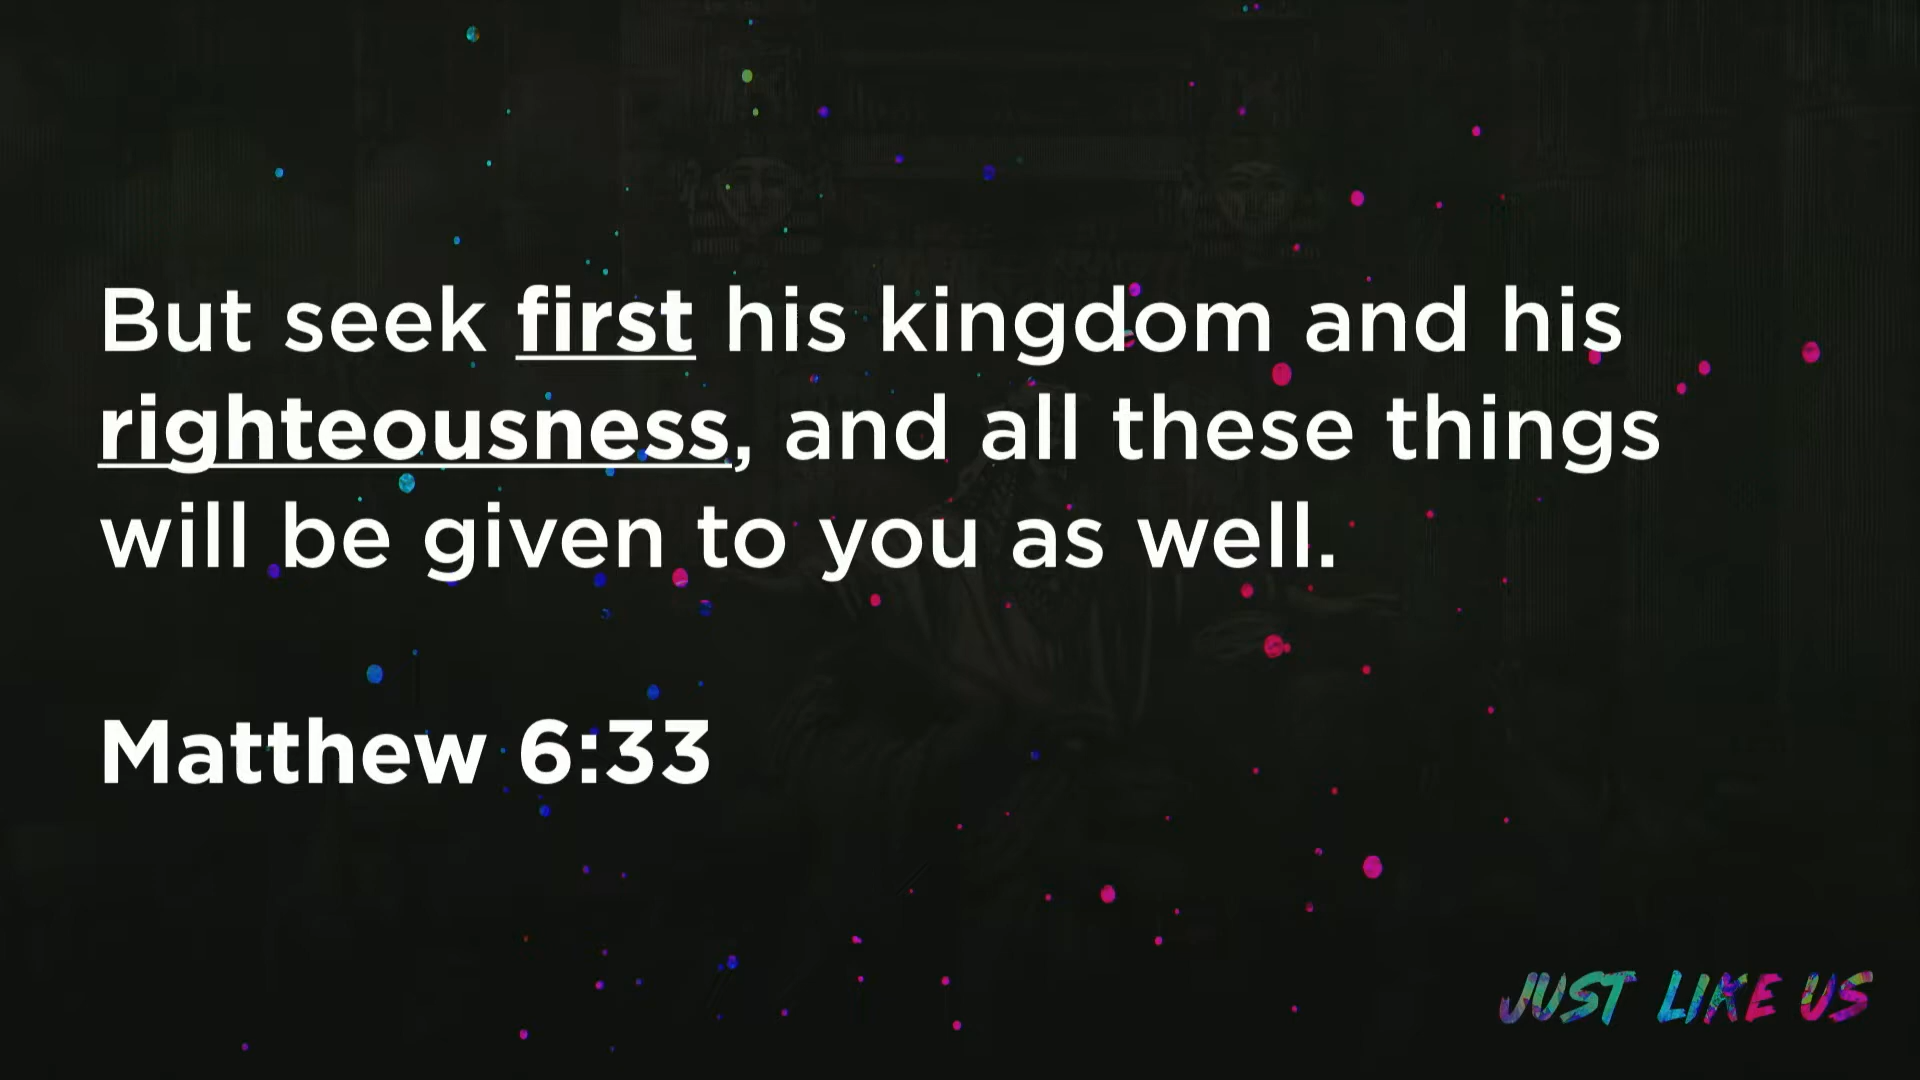 But seek first his kingdom and his
righteousness, and all these things
will be given to you as well.
Matthew 6:33
JUST LIKE US